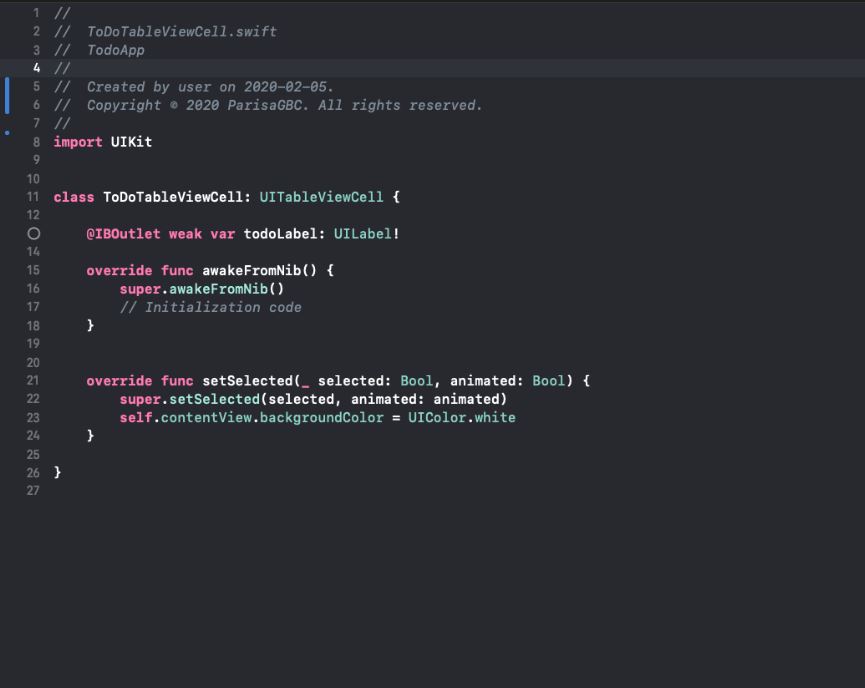 1 //
2 //  ToDoTableViewCell.swift
3 //  TodoApp
4 //
5 //  Created by user on 2020-02-05.
6 //  Copyright © 2020 ParisaGBC. All rights reserved.
7 //
8 import UIKit
9
10
11 class ToDoTableViewCell: UITableViewCell {
12
    @IBOutlet weak var todoLabel: UILabel!
14
15     override func awakeFromNib() {
16         super.awakeFromNib()
17         // Initialization code
18     }
19
20
21     override func setSelected(_ selected: Bool, animated: Bool) {
22         super.setSelected(selected, animated: animated)
23         self.contentView.backgroundColor = UIColor.white
24     }
25
26 }
27